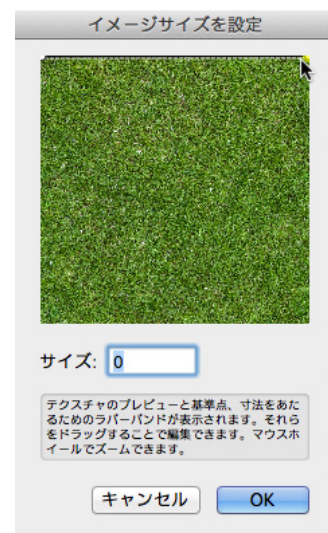 イメージサイズを設定
サイズ: 0
テクスチャのプレビューと基準点、寸法をあた
るためのラバーバンドが表示されます。それら
をドラッグすることで編集できます。マウスホ
イールでズームできます。
キャンセル OK